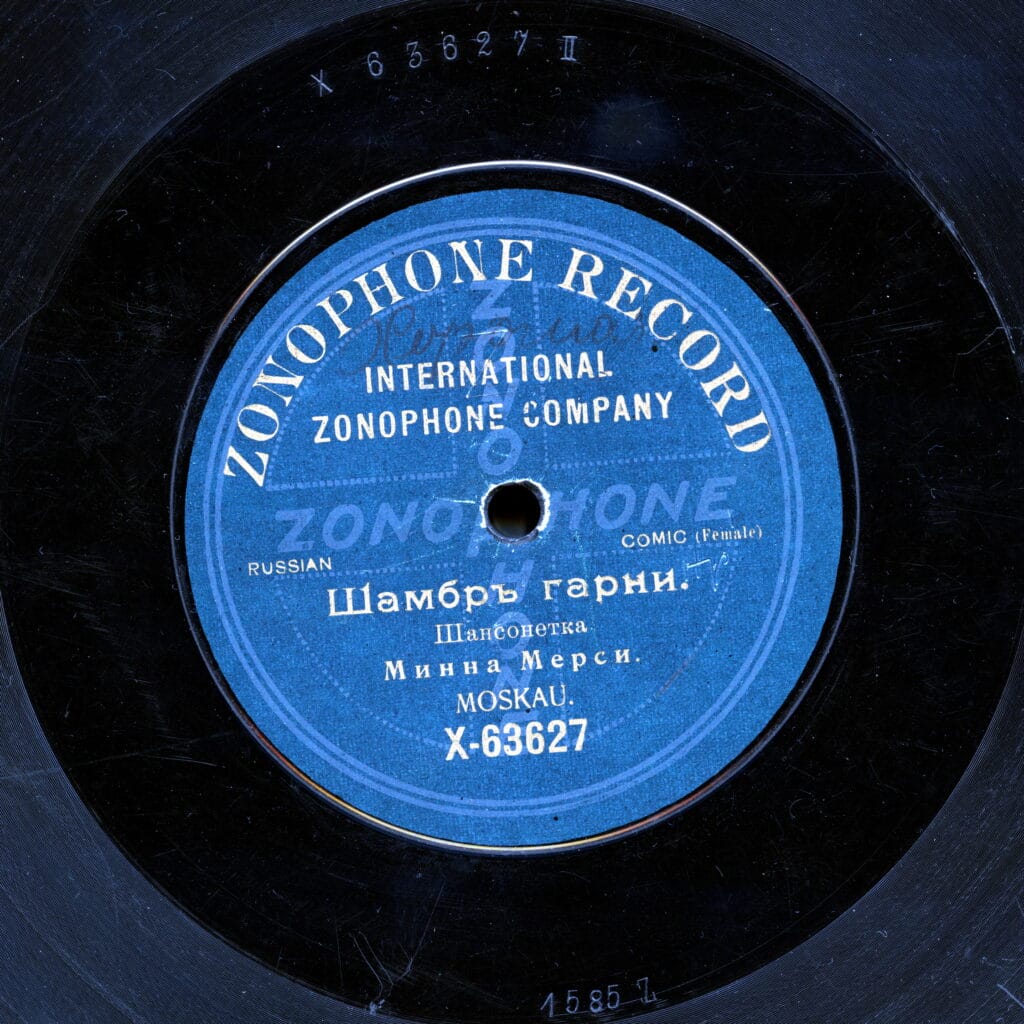 X 63627 II
ZONOPHONE RECORD
INTERNATIONAL
ZONOPHONE COMPANY
ZONOPHONE
ZONOPHONE
COMIC (Female)
RUSSIAN
Шамбръ гарни.
Шансонетка
Минна Мерси.
MOSKAU.
X-63627
1585 Z